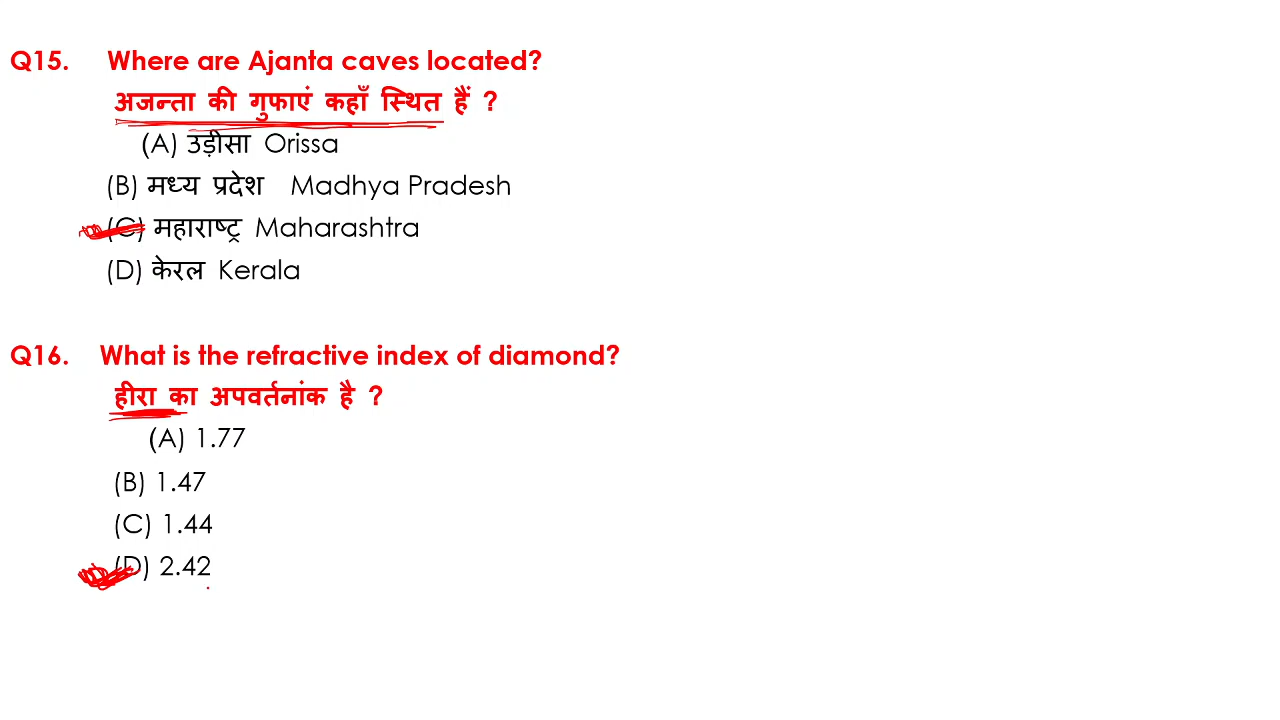 Q15. Where are Ajanta caves located?
अजन्ता की गुफाएं कहाँ स्थित हैं ?
(A) उड़ीसा Orissa
(B) मध्य प्रदेश Madhya Pradesh
(C) महाराष्ट्र Maharashtra
(D) केरल Kerala
Q16. What is the refractive index of diamond?
हीरा का अपवर्तनांक है ?
(A) 1.77
(B) 1.47
(C) 1.44
(D) 2.42